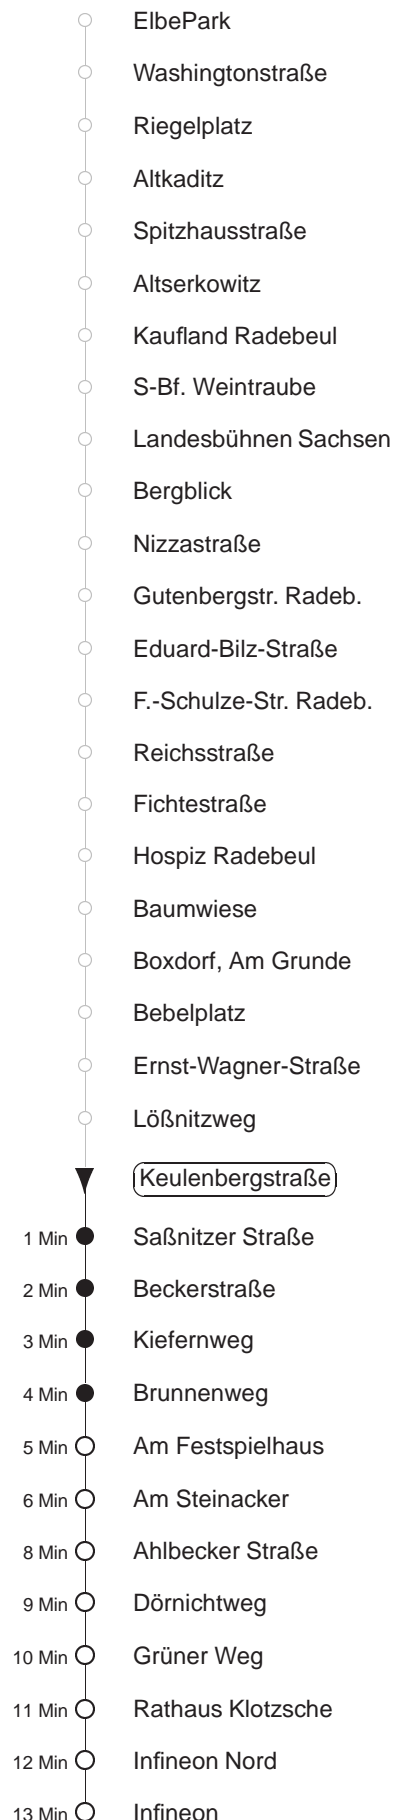 ElbePark
Washingtonstraße
Riegelplatz
Altkaditz
Spitzhausstraße
Altserkowitz
Kaufland Radebeul
S-Bf. Weintraube
Landesbühnen Sachsen
Bergblick
Nizzastraße
Gutenbergstr. Radeb.
Eduard-Bilz-Straße
F.-Schulze-Str. Radeb.
Reichsstraße
Fichtestraße
Hospiz Radebeul
Baumwiese
Boxdorf, Am Grunde
Bebelplatz
Ernst-Wagner-Straße
Lößnitzweg
Keulenbergstraße
1 Min Saßnitzer Straße
2 Min Beckerstraße
3 Min Kiefernweg
4 Min Brunnenweg
5 Min Am Festspielhaus
6 Min Am Steinacker
8 Min Ahlbecker Straße
9 Min Dörnichtweg
10 Min Grüner Weg
11 Min Rathaus Klotzsche
12 Min Infineon Nord
13 Min Infineon